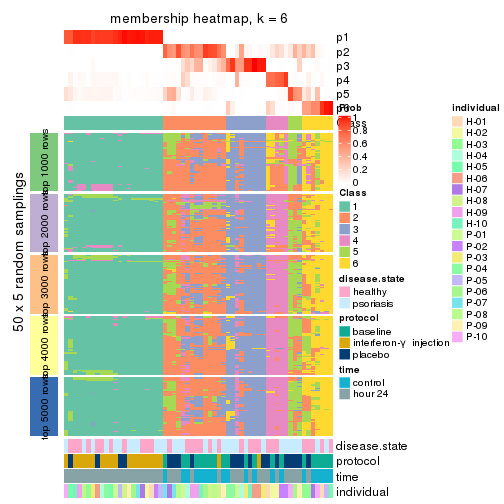 membership heatmap, k = 6
p1
p2
p3
p4
p5
50 x 5 random samplings
top 1000 rows
top 2000 rows
top 3000 rows
top 4000 rows
top 5000 rows
disease.state
protocol
time
individual
Prob
1
0.8
0.6
0.4
0.2
0
Class
1
2
3
4
5
6
disease.state
healthy
psoriasis
protocol
baseline
interferon-γ injection
placebo
time
control
hour 24
individual
H-01
H-02
H-03
H-04
H-05
H-06
H-07
H-08
H-09
H-10
P-01
P-02
P-03
P-04
P-05
P-06
P-07
P-08
P-09
P-10